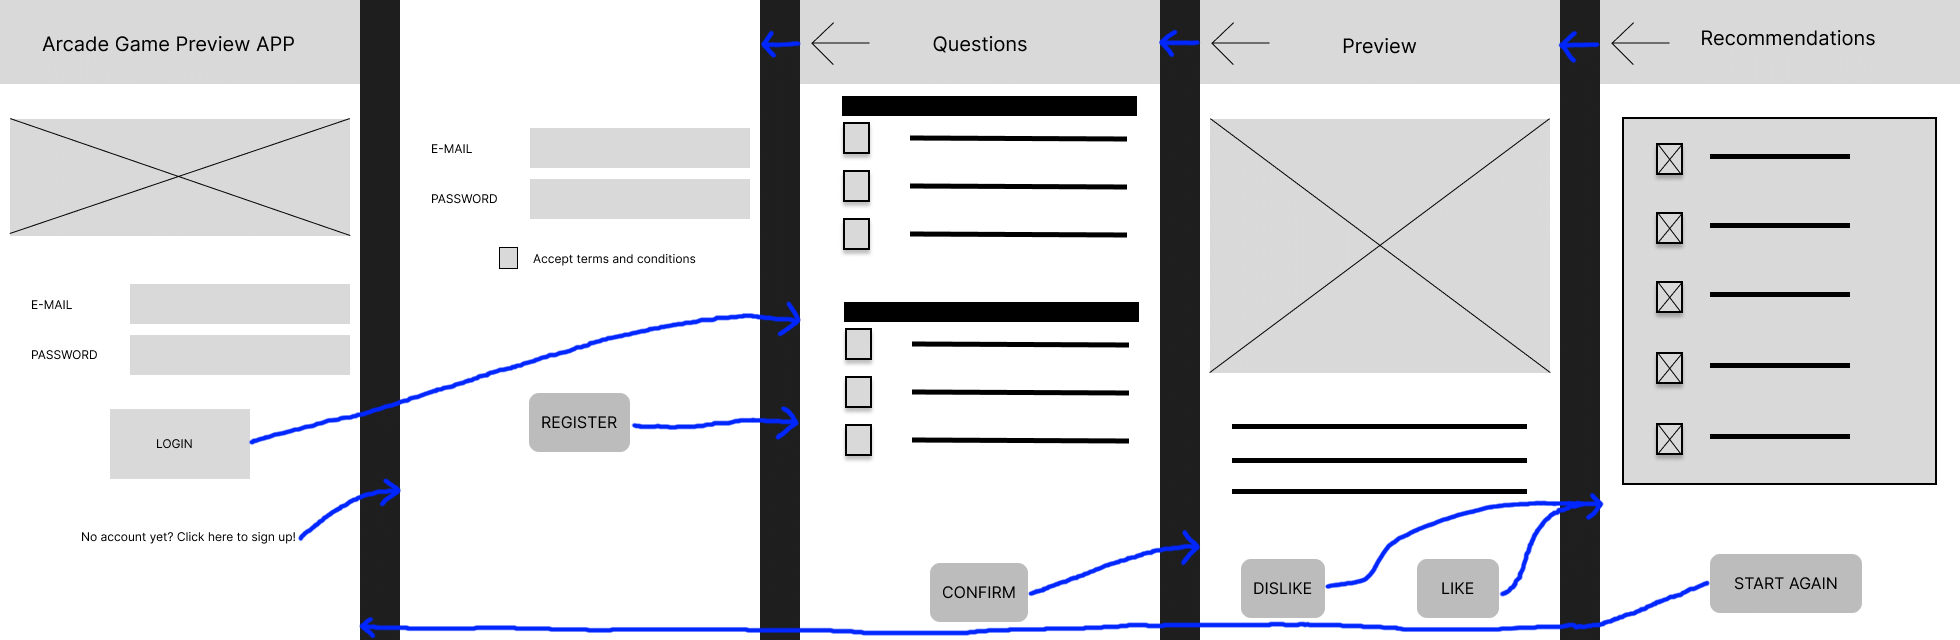 Arcade Game Preview APP
E-MAIL
PASSWORD
LOGIN
No account yet? Click here to sign up!
E-MAIL
PASSWORD
Accept terms and conditions
REGISTER
Questions
CONFIRM
Preview
DISLIKE
LIKE
Recommendations
START AGAIN